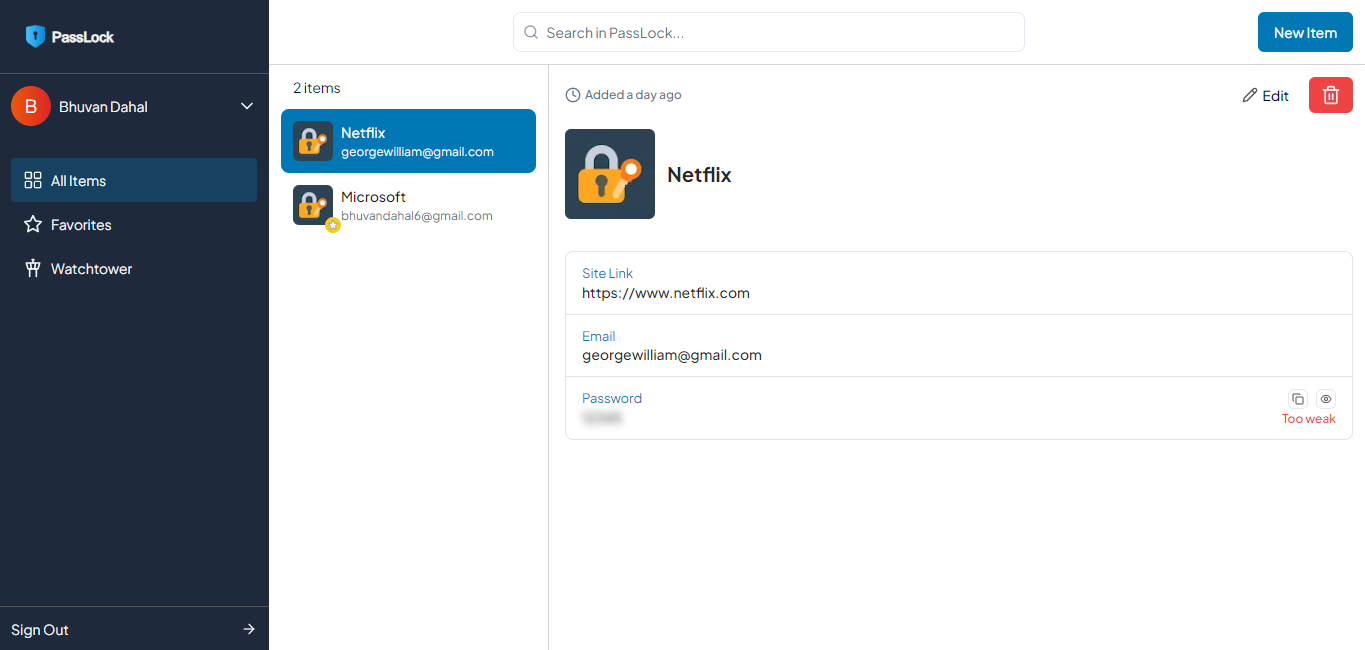 PassLock
Search in PassLock...
New Item
B
Bhuvan Dahal
All Items
Favorites
Watchtower
Sign Out
2 items
Netflix
georgewilliam@gmail.com
Microsoft
bhuvandahal6@gmail.com
Added a day ago
Edit
Netflix
Site Link
https://www.netflix.com
Email
georgewilliam@gmail.com
Password
Too weak